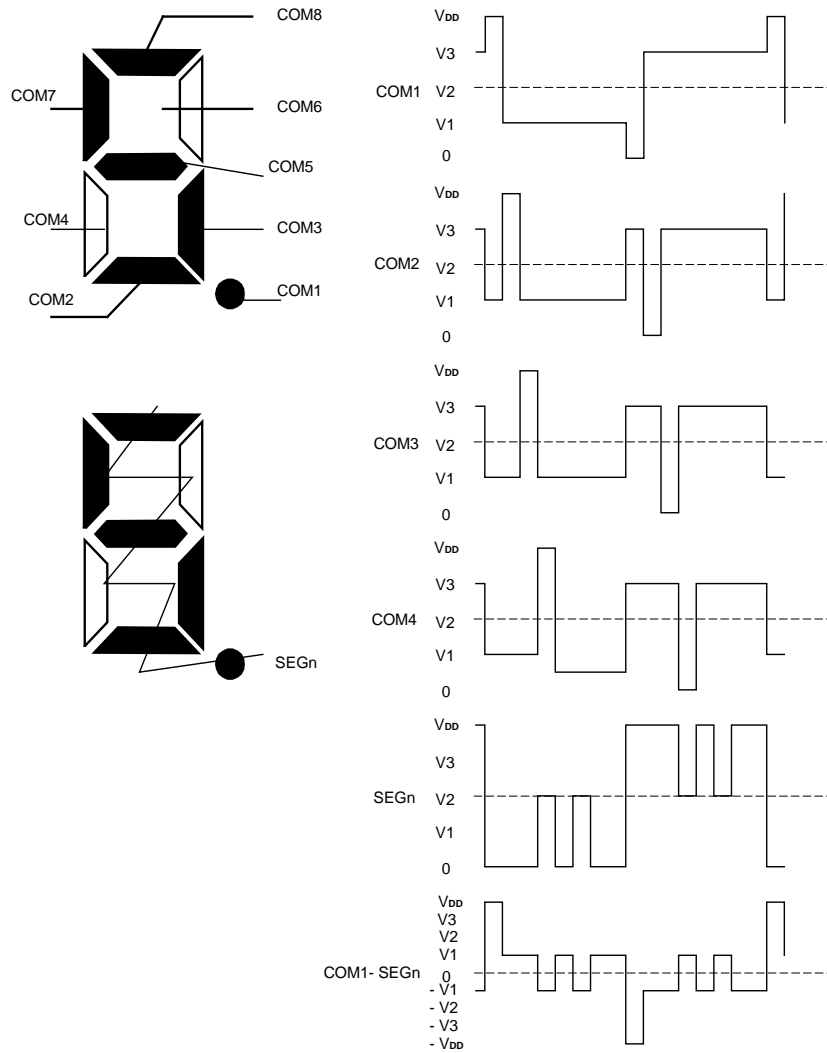 COM8
COM7
COM6
COM5
COM4
COM3
COM2
COM1
SEGn
COM1
VDD
V3
V2
V1
0
COM2
VDD
V3
V2
V1
0
COM3
VDD
V3
V2
V1
0
COM4
VDD
V3
V2
V1
0
SEGn
VDD
V3
V2
V1
0
COM1- SEGn
VDD
V3
V2
V1
0
- V1
- V2
- V3
- VDD